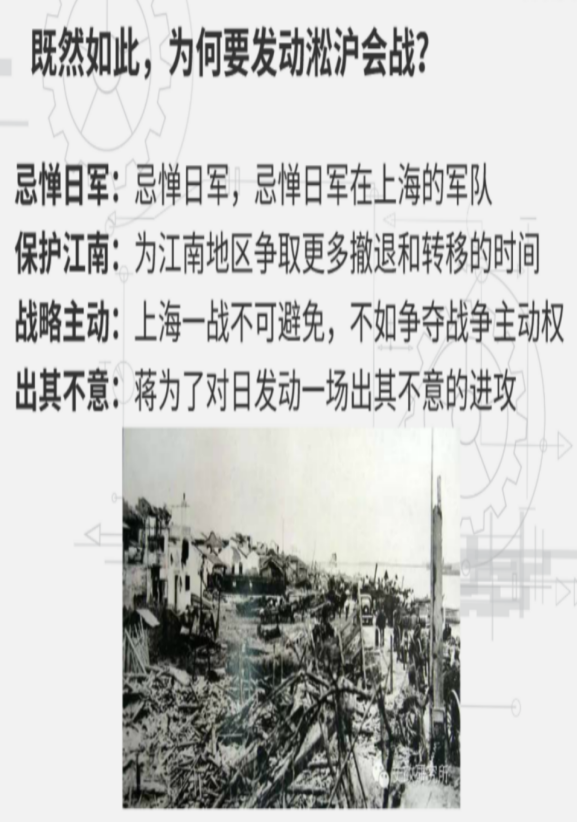 既然如此，为何要发动淞沪会战？
忌惮日军：忌惮日军，忌惮日军在上海的军队
保护江南：为江南地区争取更多撤退和转移的时间
战略主动：上海一战不可避免，不如争夺战争主动权
出其不意：蒋为了对日发动一场出其不意的进攻